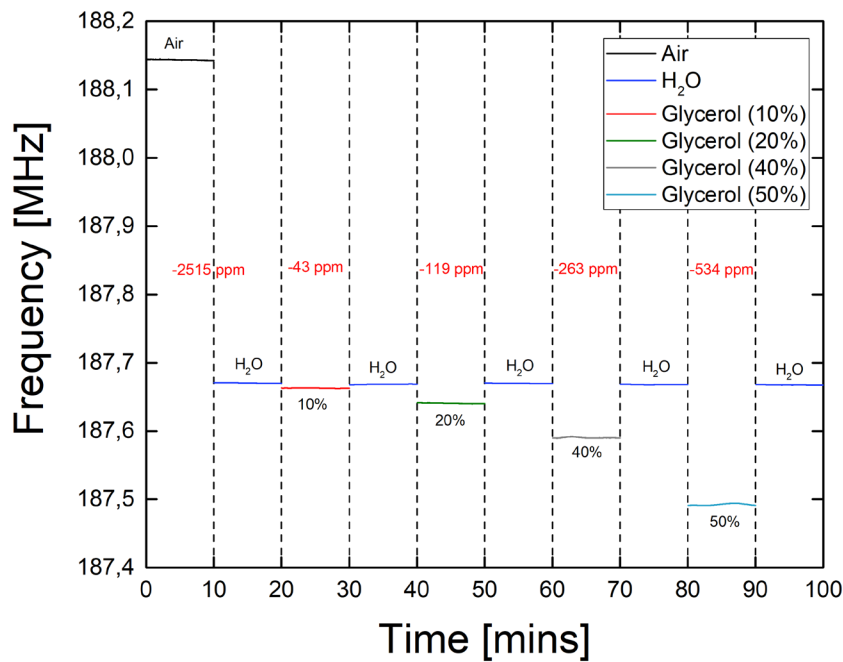 188,2
188,1
188,0
187,9
187,8
187,7
187,6
187,5
187,4
Frequency [MHz]
Air
Air
H₂O
Glycerol (10%)
Glycerol (20%)
Glycerol (40%)
Glycerol (50%)
-2515 ppm
-43 ppm
-119 ppm
-263 ppm
-534 ppm
H₂O
H₂O
H₂O
H₂O
H₂O
10%
20%
40%
50%
0 10 20 30 40 50 60 70 80 90 100
Time [mins]